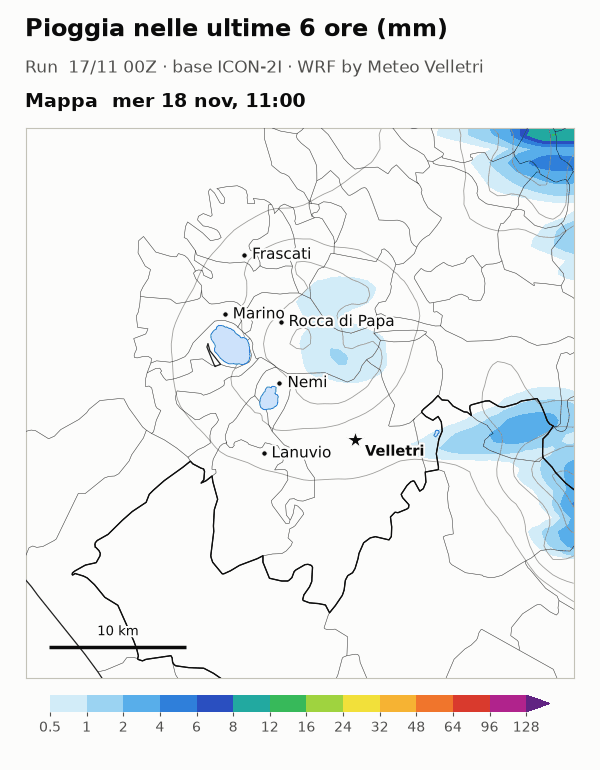 Pioggia nelle ultime 6 ore (mm)
Run  17/11 00Z · base ICON-2I · WRF by Meteo Velletri
Mappa  mer 18 nov, 11:00
Frascati
Marino
Rocca di Papa
Nemi
Velletri
Lanuvio
10 km
0.5 1 2 4 6 8 12 16 24 32 48 64 96 128